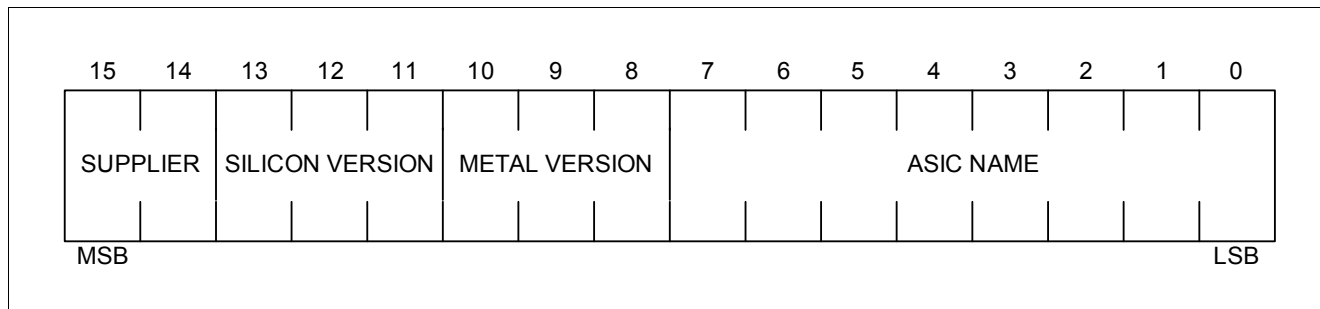 15 14 13 12 11 10 9 8 7 6 5 4 3 2 1 0
SUPPLIER SILICON VERSION METAL VERSION ASIC NAME
MSB LSB